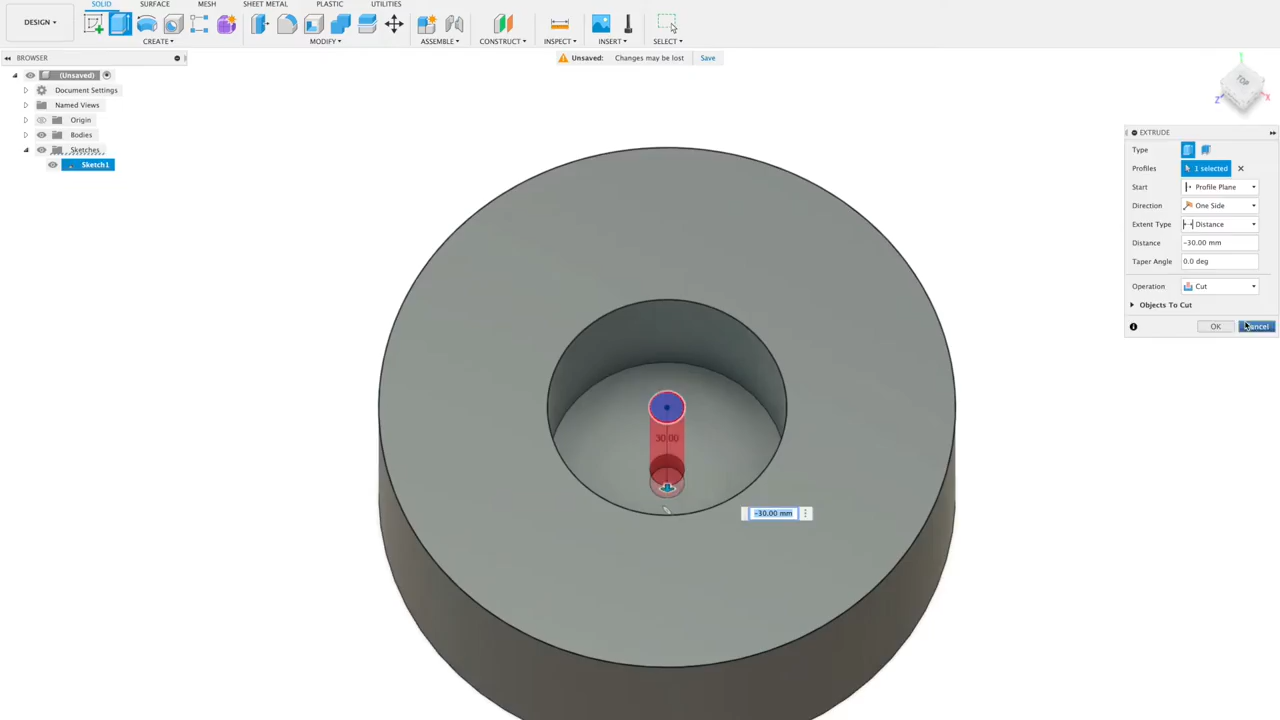 SOLID SURFACE MESH SHEET METAL PLASTIC UTILITIES
DESIGN
CREATE MODIFY ASSEMBLE CONSTRUCT INSPECT INSERT SELECT
BROWSER
Unsaved: Changes may be lost Save
(Unsaved)
Document Settings
Named Views
Origin
Bodies
Sketches
Sketch1
TOP
Y
Z
X
EXTRUDE
Type
Profiles 1 selected
Start Profile Plane
Direction One Side
Extent Type Distance
Distance -30.00 mm
Taper Angle 0.0 deg
Operation Cut
Objects To Cut
OK Cancel
30.00
-30.00 mm